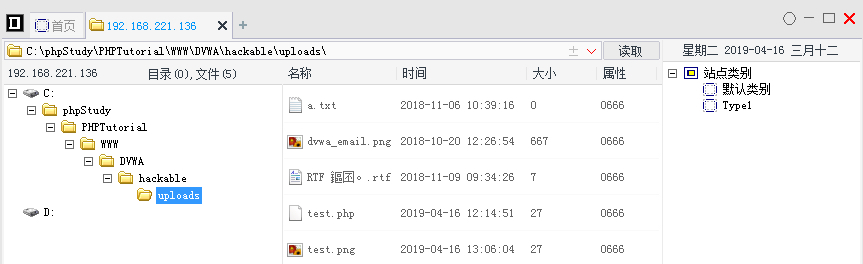 首页
192.168.221.136
C:\phpStudy\PHPTutorial\WWW\DVWA\hackable\uploads\
读取
星期二 2019-04-16 三月十二
192.168.221.136 目录(0),文件(5)
名称 时间 大小 属性
C:
phpStudy
PHPTutorial
WWW
DVWA
hackable
uploads
D:
a.txt 2018-11-06 10:39:16 0 0666
dvwa_email.png 2018-10-20 12:26:54 667 0666
RTF .rtf 2018-11-09 09:34:26 7 0666
test.php 2019-04-16 12:14:51 27 0666
test.png 2019-04-16 13:06:04 27 0666
站点类别
默认类别
Type1